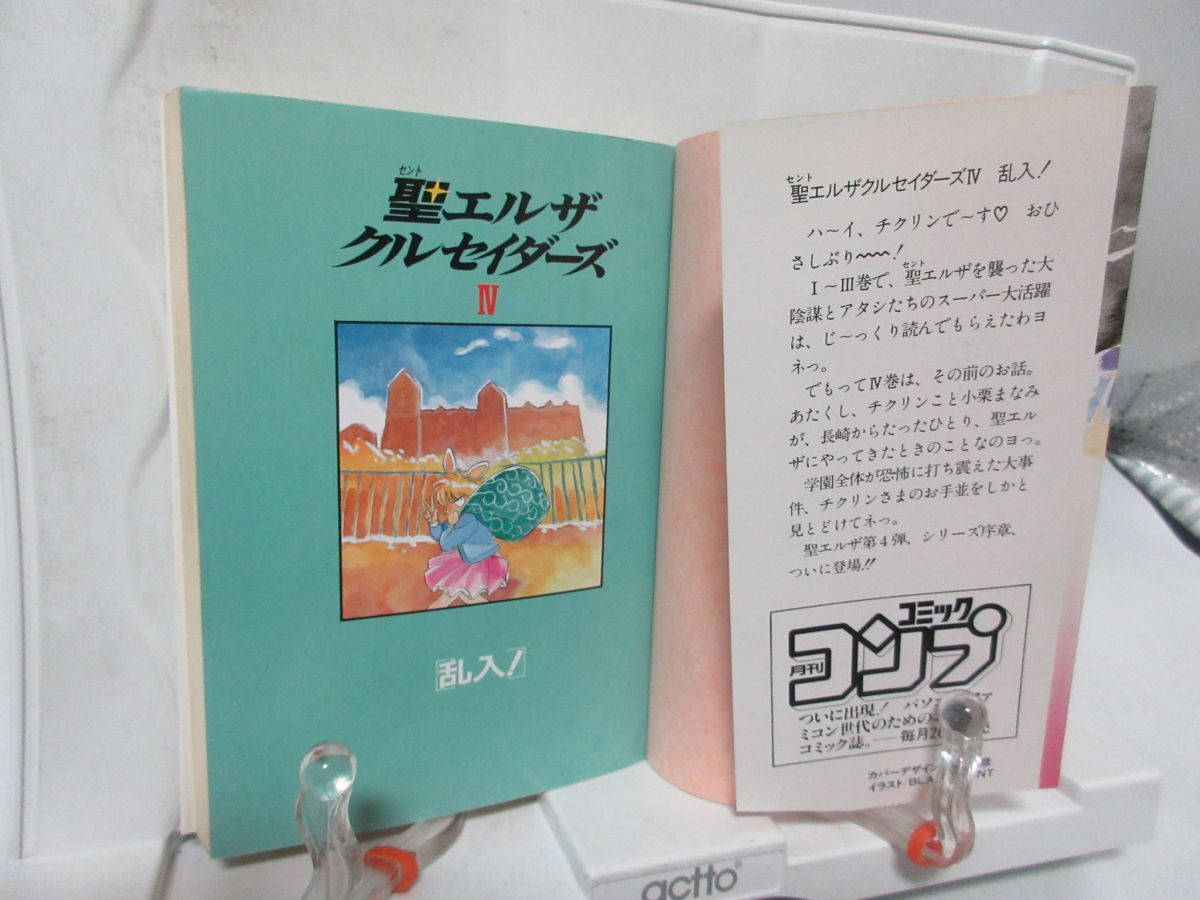 セント
聖エルザ
クルセイダーズ
IV
乱入!
セント
聖エルザクルセイダーズIV 乱入!
ハ〜イ、チクリンで〜す♡ おひ
さしぶり〜〜!
セント
I〜III巻で、聖エルザを襲った大
陰謀とアタシたちのスーパー大活躍
は、じ〜っくり読んでもらえたわヨ
ネっ。
でもってIV巻は、その前のお話。
あたくし、チクリンこと小栗まなみ
が、長崎からたったひとり、聖エル
ザにやってきたときのことなのヨっ。
学園全体が恐怖に打ち震えた大事
件、チクリンさまのお手並をしかと
見とどけてネっ。
聖エルザ第4弾、シリーズ序章、
ついに登場!!
コミック
月刊
コンプ
ついに出現! パソコン
ミコン世代のための
コミック誌。――毎月26
カバーデザイン
イラスト/BLA NT
actto